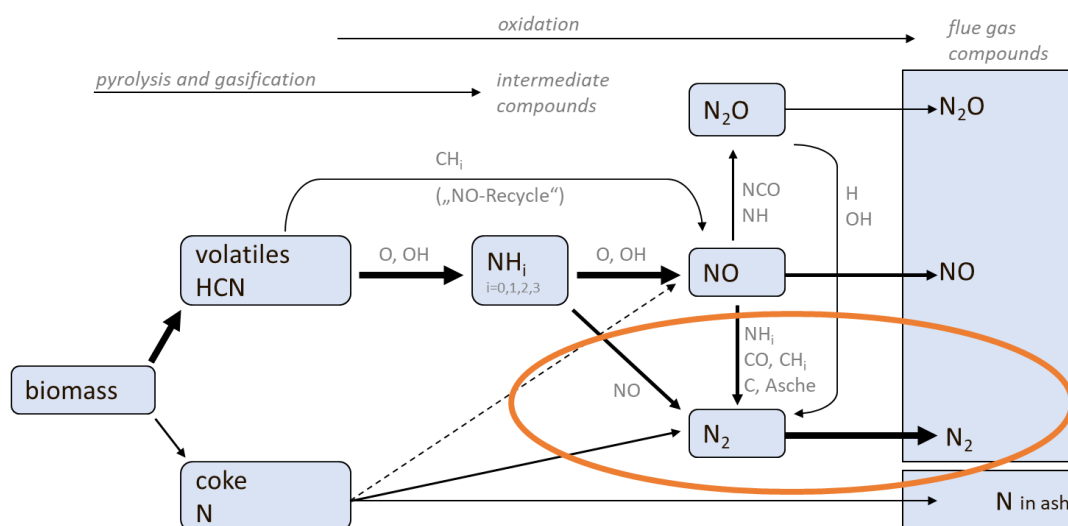 oxidation
flue gas
compounds
pyrolysis and gasification
intermediate
compounds
N₂O
N₂O
CHᵢ
(„NO-Recycle“)
NCO
NH
H
OH
volatiles
HCN
O, OH
NHᵢ
i=0,1,2,3
O, OH
NO
NO
biomass
NO
NHᵢ
CO, CHᵢ
C, Asche
N₂
N₂
coke
N
N in ash